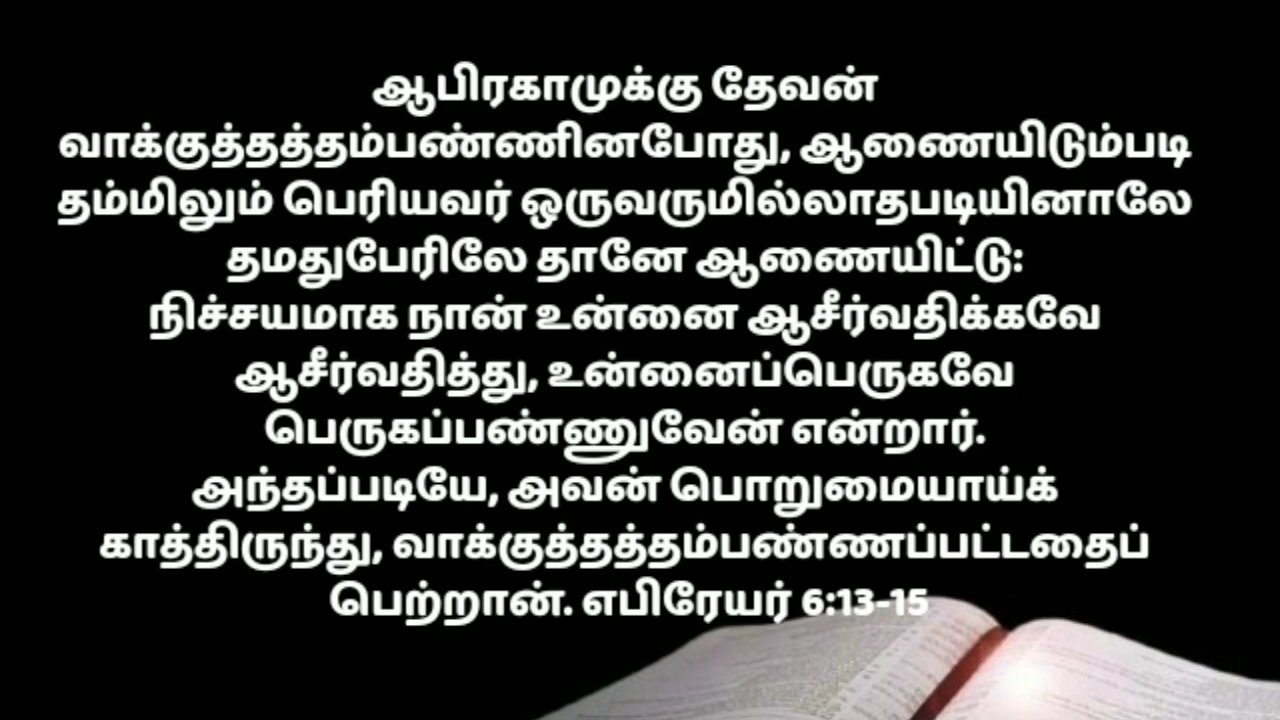 ஆபிரகாமுக்கு தேவன்
வாக்குத்தத்தம்பண்ணினபோது, ஆணையிடும்படி
தம்மிலும் பெரியவர் ஒருவருமில்லாதபடியினாலே
தமதுபேரிலே தானே ஆணையிட்டு:
நிச்சயமாக நான் உன்னை ஆசீர்வதிக்கவே
ஆசீர்வதித்து, உன்னைப்பெருகவே
பெருகப்பண்ணுவேன் என்றார்.
அந்தப்படியே, அவன் பொறுமையாய்க்
காத்திருந்து, வாக்குத்தத்தம்பண்ணப்பட்டதைப்
பெற்றான். எபிரேயர் 6:13-15